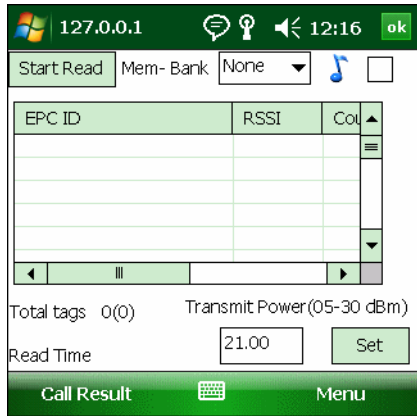 127.0.0.1 12:16 ok
Start Read Mem- Bank None
EPC ID RSSI Cou
Total tags 0(0) Transmit Power(05-30 dBm)
Read Time 21.00 Set
Call Result Menu